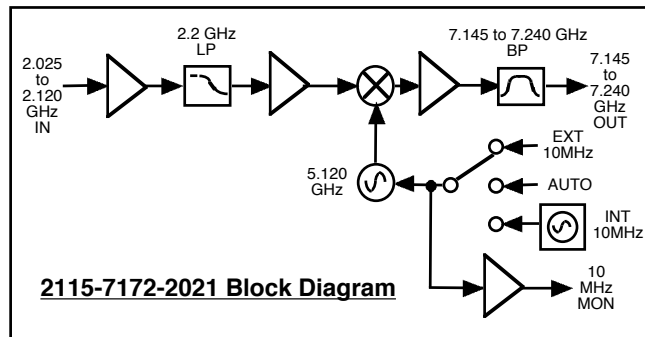 2.2 GHz
LP
7.145 to 7.240 GHz
BP
2.025
to
2.120
GHz
IN
7.145
to
7.240
GHz
OUT
5.120
GHz
EXT
10MHz
AUTO
INT
10MHz
10
MHz
MON
2115-7172-2021 Block Diagram